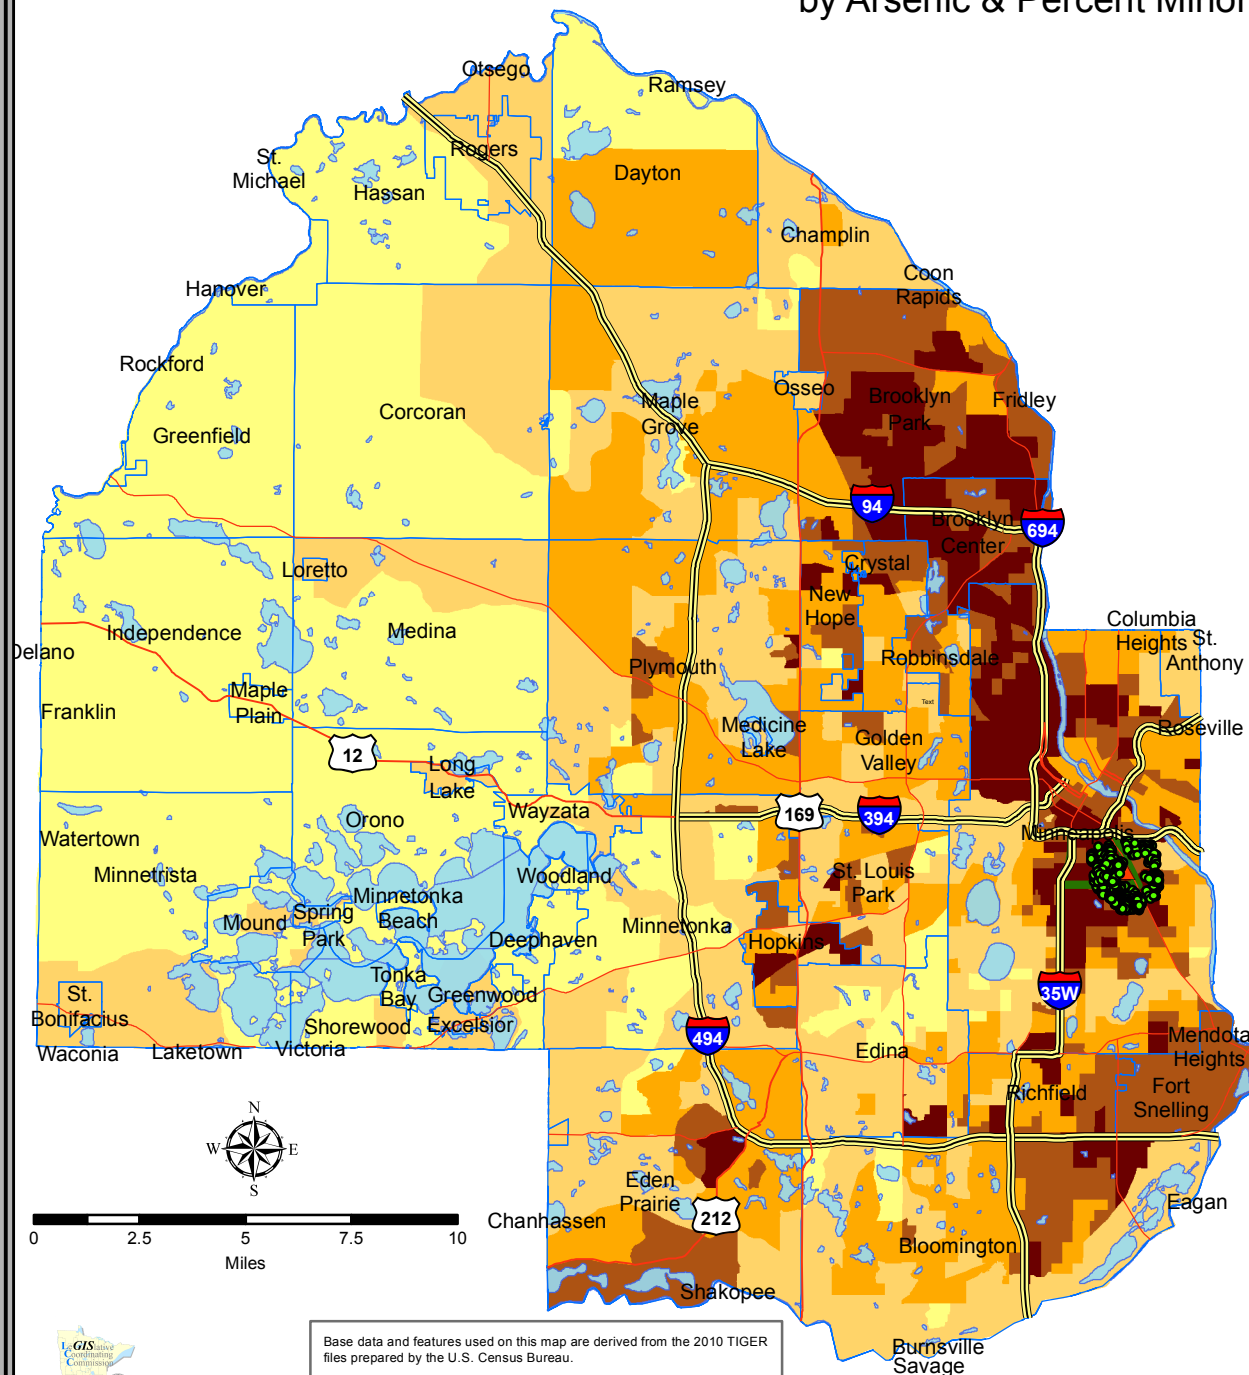 by Arsenic & Percent Minor
Otsego
Ramsey
St.
Michael
Rogers
Hassan
Dayton
Champlin
Coon
Rapids
Hanover
Rockford
Greenfield
Corcoran
Maple
Grove
Osseo
Brooklyn
Park
Fridley
94
Brooklyn
Center
694
Crystal
Loretto
New
Hope
Columbia
Heights
St.
Anthony
Independence
Medina
Delano
Plymouth
Robbinsdale
Maple
Plain
Franklin
Text
Medicine
Lake
Golden
Valley
Roseville
12
Long
Lake
Wayzata
169
394
Orono
Watertown
Minneapolis
Minnetrista
Woodland
St. Louis
Park
Minnetonka
Beach
Mound
Spring
Park
Deephaven
Minnetonka
Hopkins
Tonka
Bay
Greenwood
St.
Bonifacius
Shorewood
Excelsior
35W
494
Waconia
Laketown
Victoria
Edina
Mendota
Heights
Richfield
Fort
Snelling
N
W
E
S
Eden
Prairie
Chanhassen
212
Eagan
0
2.5
5
7.5
10
Miles
Bloomington
Shakopee
Burnsville
Savage
LeGISlative
Coordinating
Commission
Base data and features used on this map are derived from the 2010 TIGER
files prepared by the U.S. Census Bureau.